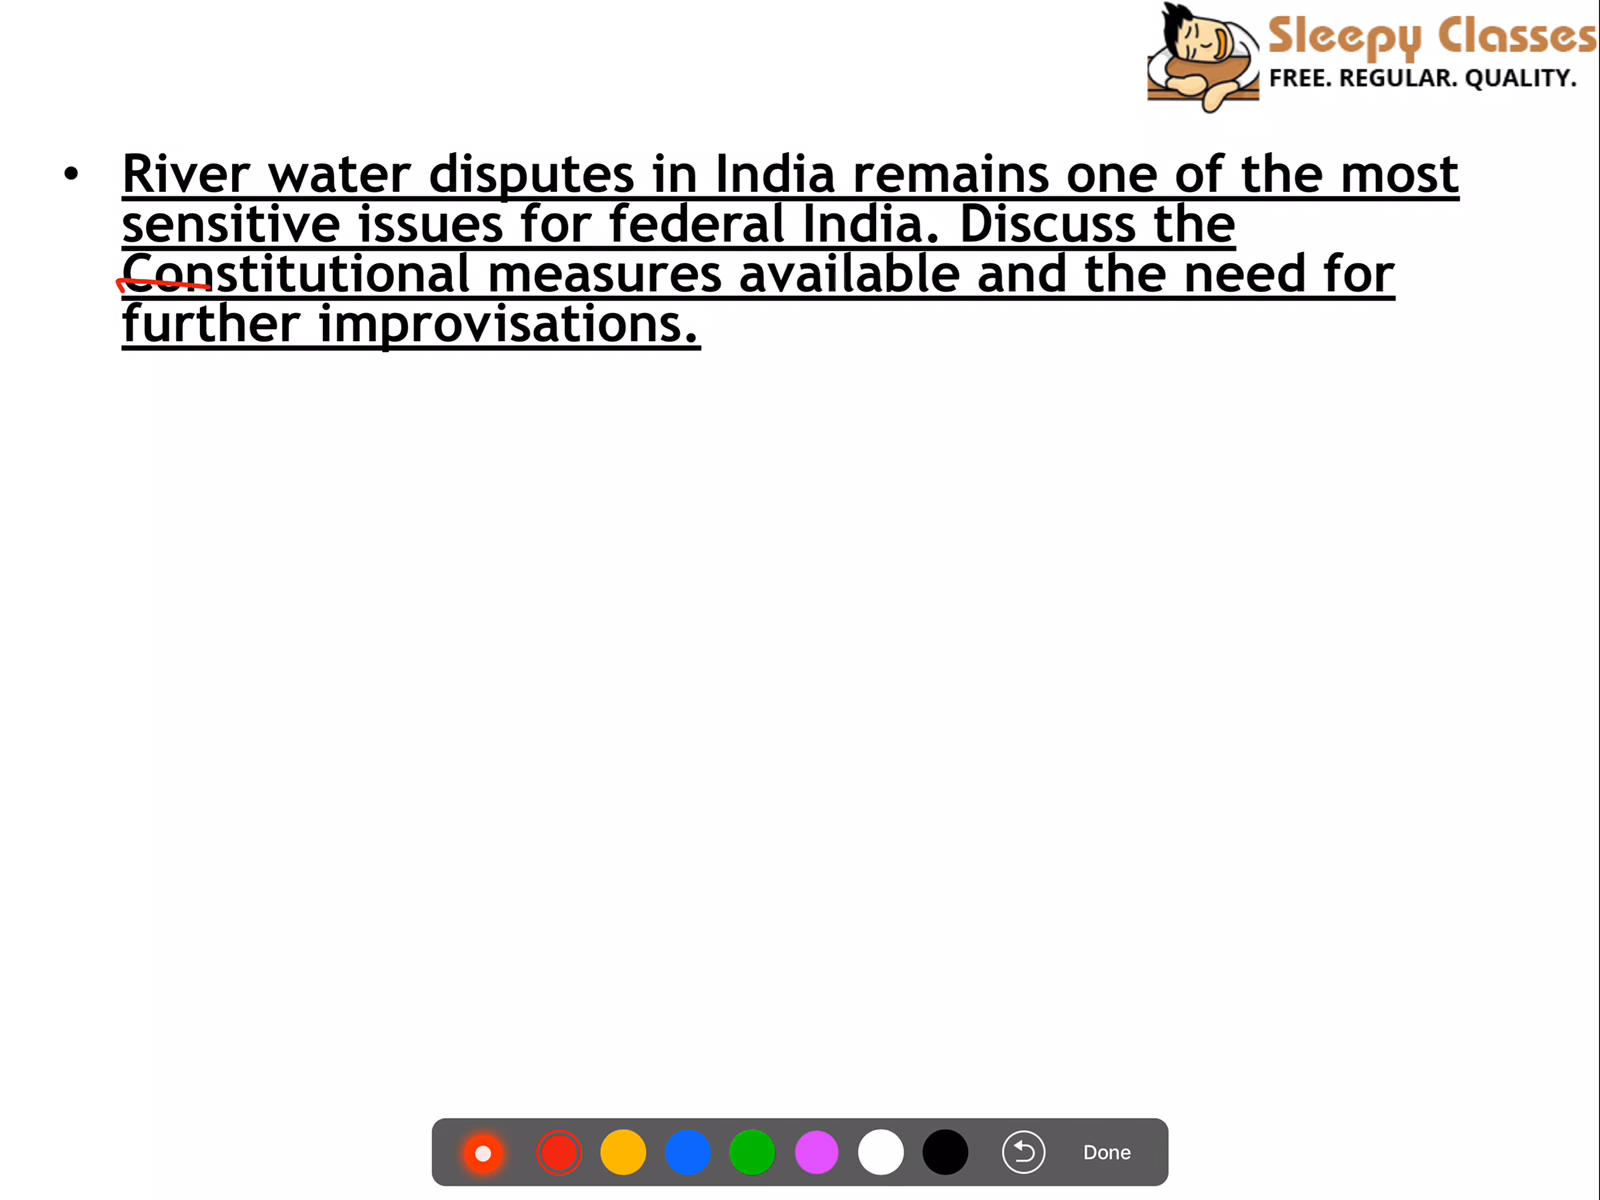 Sleepy Classes
FREE. REGULAR. QUALITY.
• River water disputes in India remains one of the most
sensitive issues for federal India. Discuss the
Constitutional measures available and the need for
further improvisations.
Done